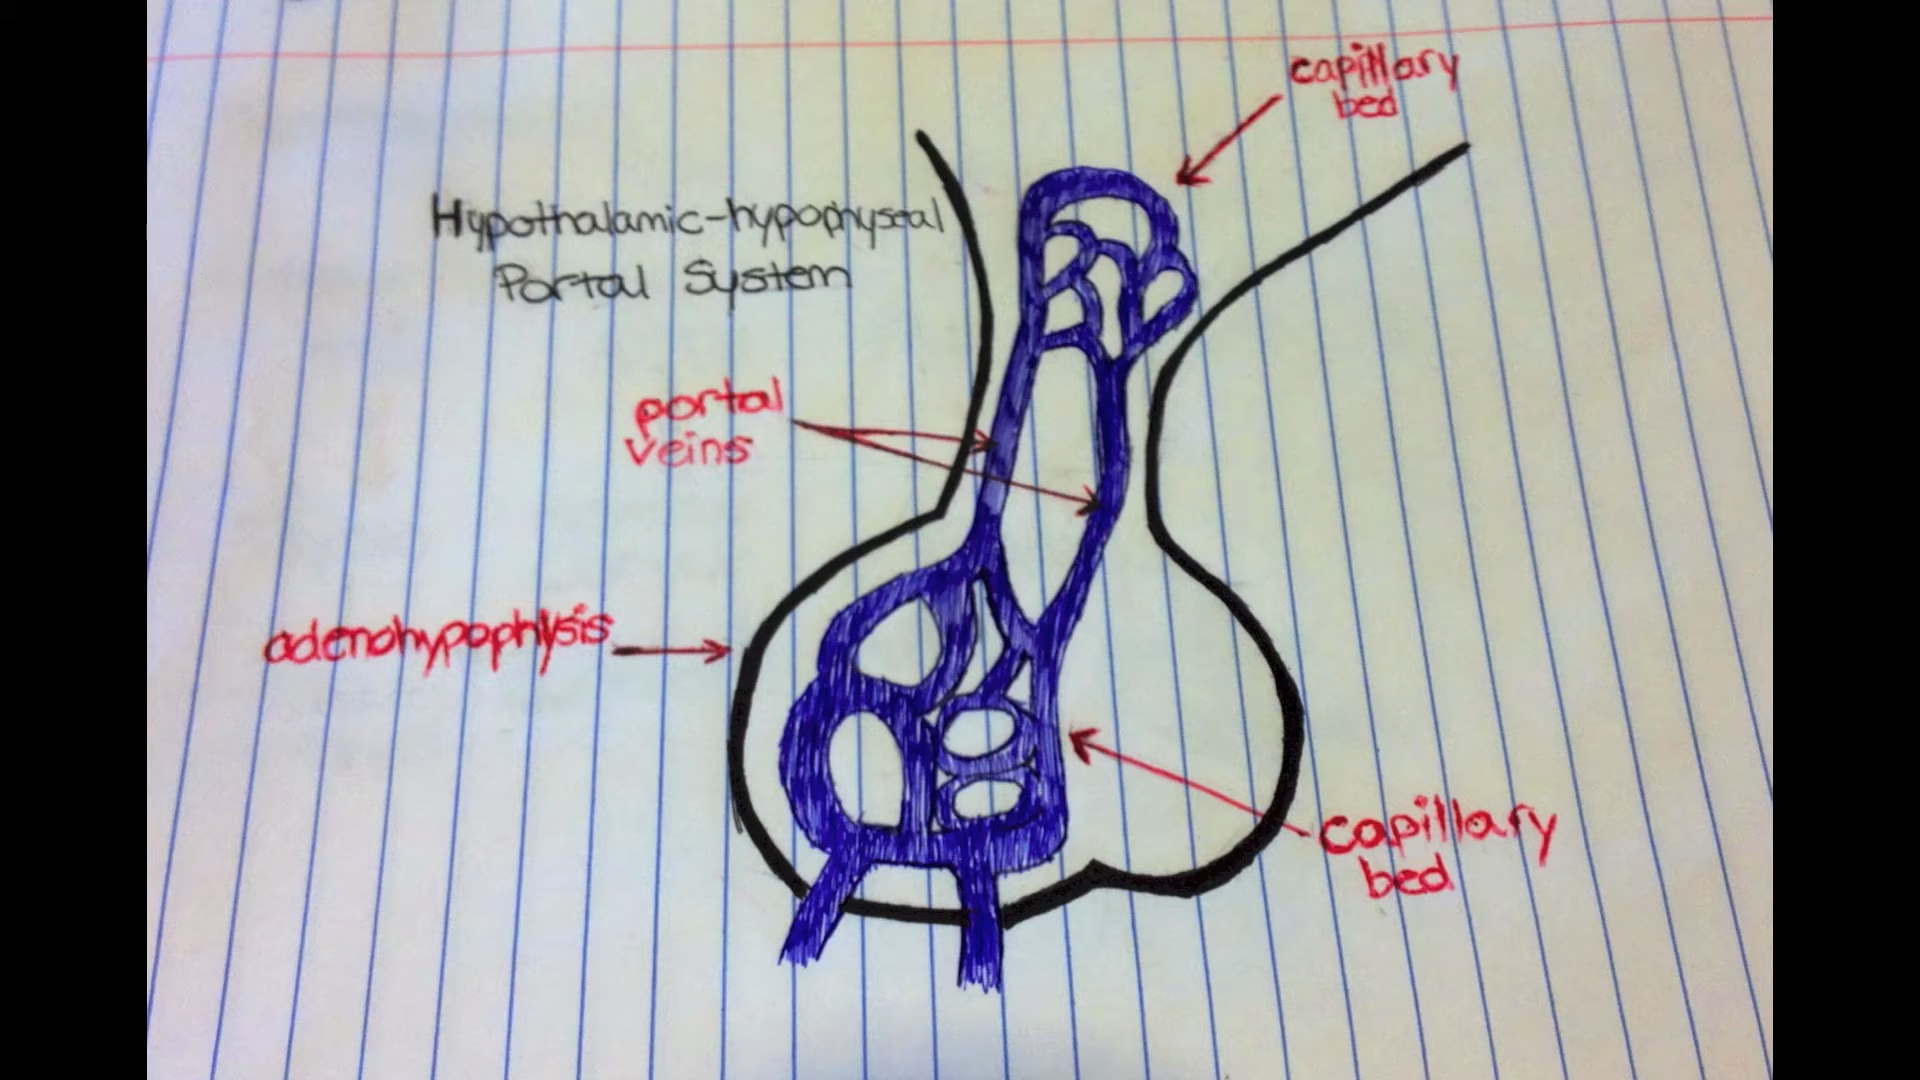 capillary
bed
Hypothalamic-hypophyseal
Portal System
portal
veins
adenohypophysis
capillary
bed